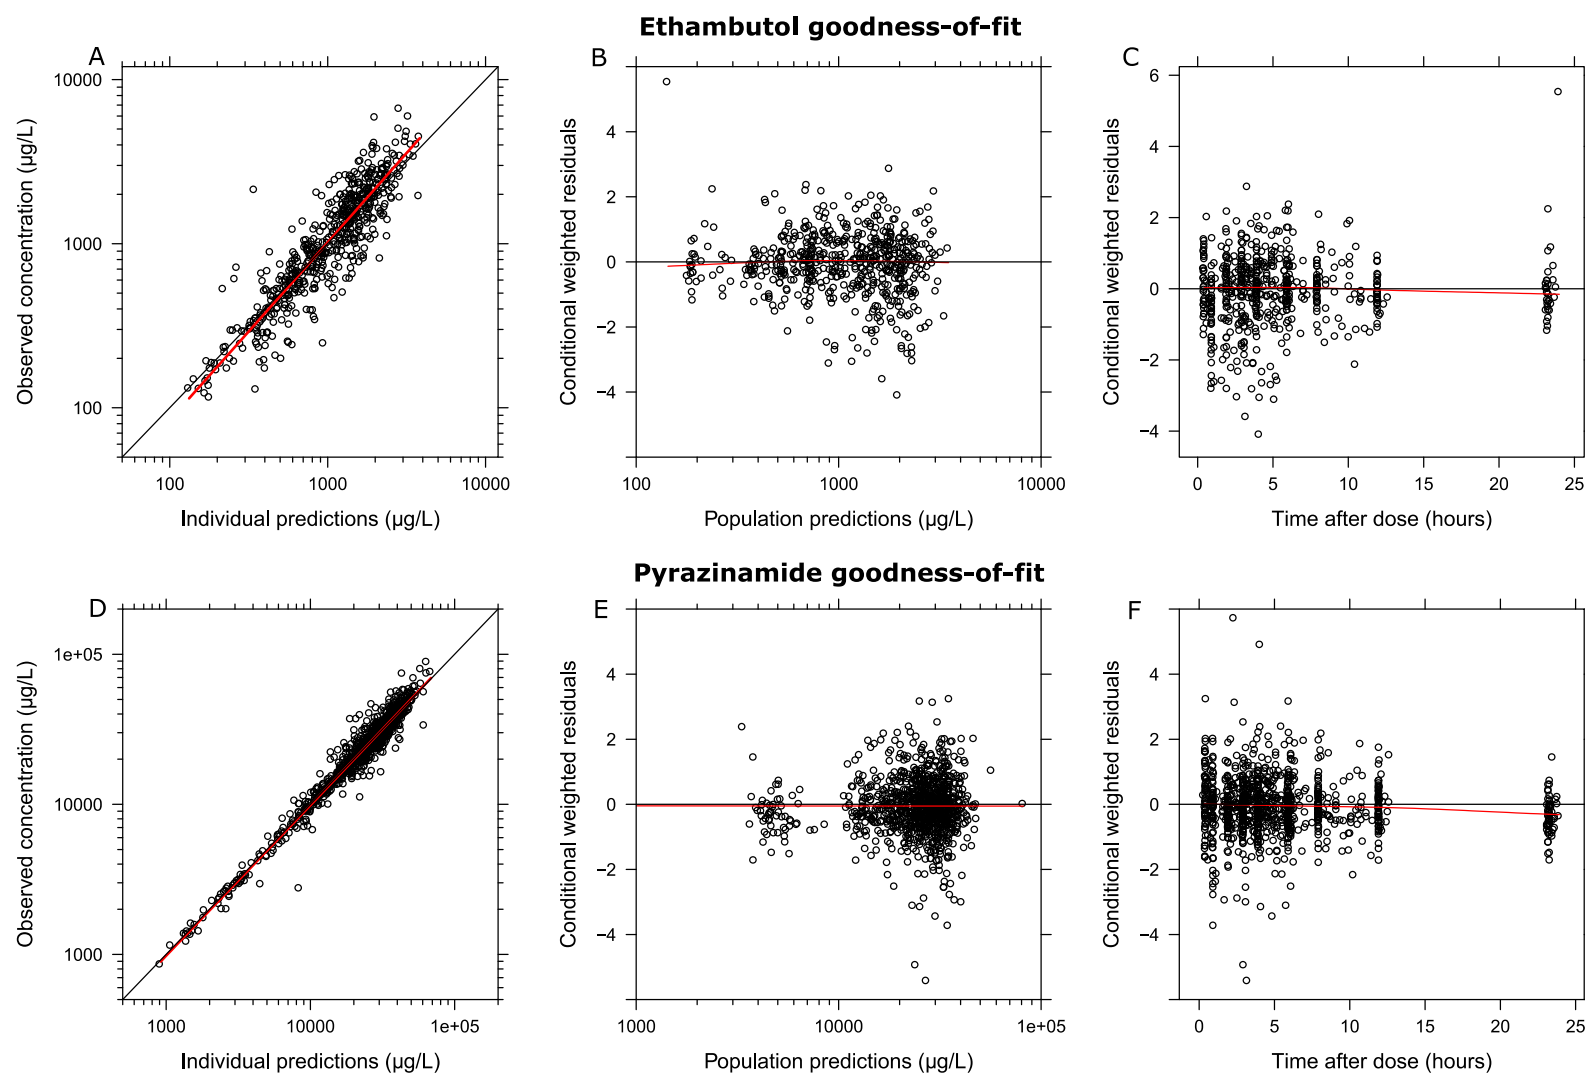 Ethambutol goodness-of-fit
A
B
C
10000
1000
100
Observed concentration (µg/L)
100
1000
10000
Individual predictions (µg/L)
4
2
0
−2
−4
Conditional weighted residuals
100
1000
10000
Population predictions (µg/L)
6
4
2
0
−2
−4
Conditional weighted residuals
0
5
10
15
20
25
Time after dose (hours)
Pyrazinamide goodness-of-fit
D
E
F
1e+05
10000
1000
Observed concentration (µg/L)
1000
10000
1e+05
Individual predictions (µg/L)
4
2
0
−2
−4
Conditional weighted residuals
1000
10000
1e+05
Population predictions (µg/L)
4
2
0
−2
−4
Conditional weighted residuals
0
5
10
15
20
25
Time after dose (hours)